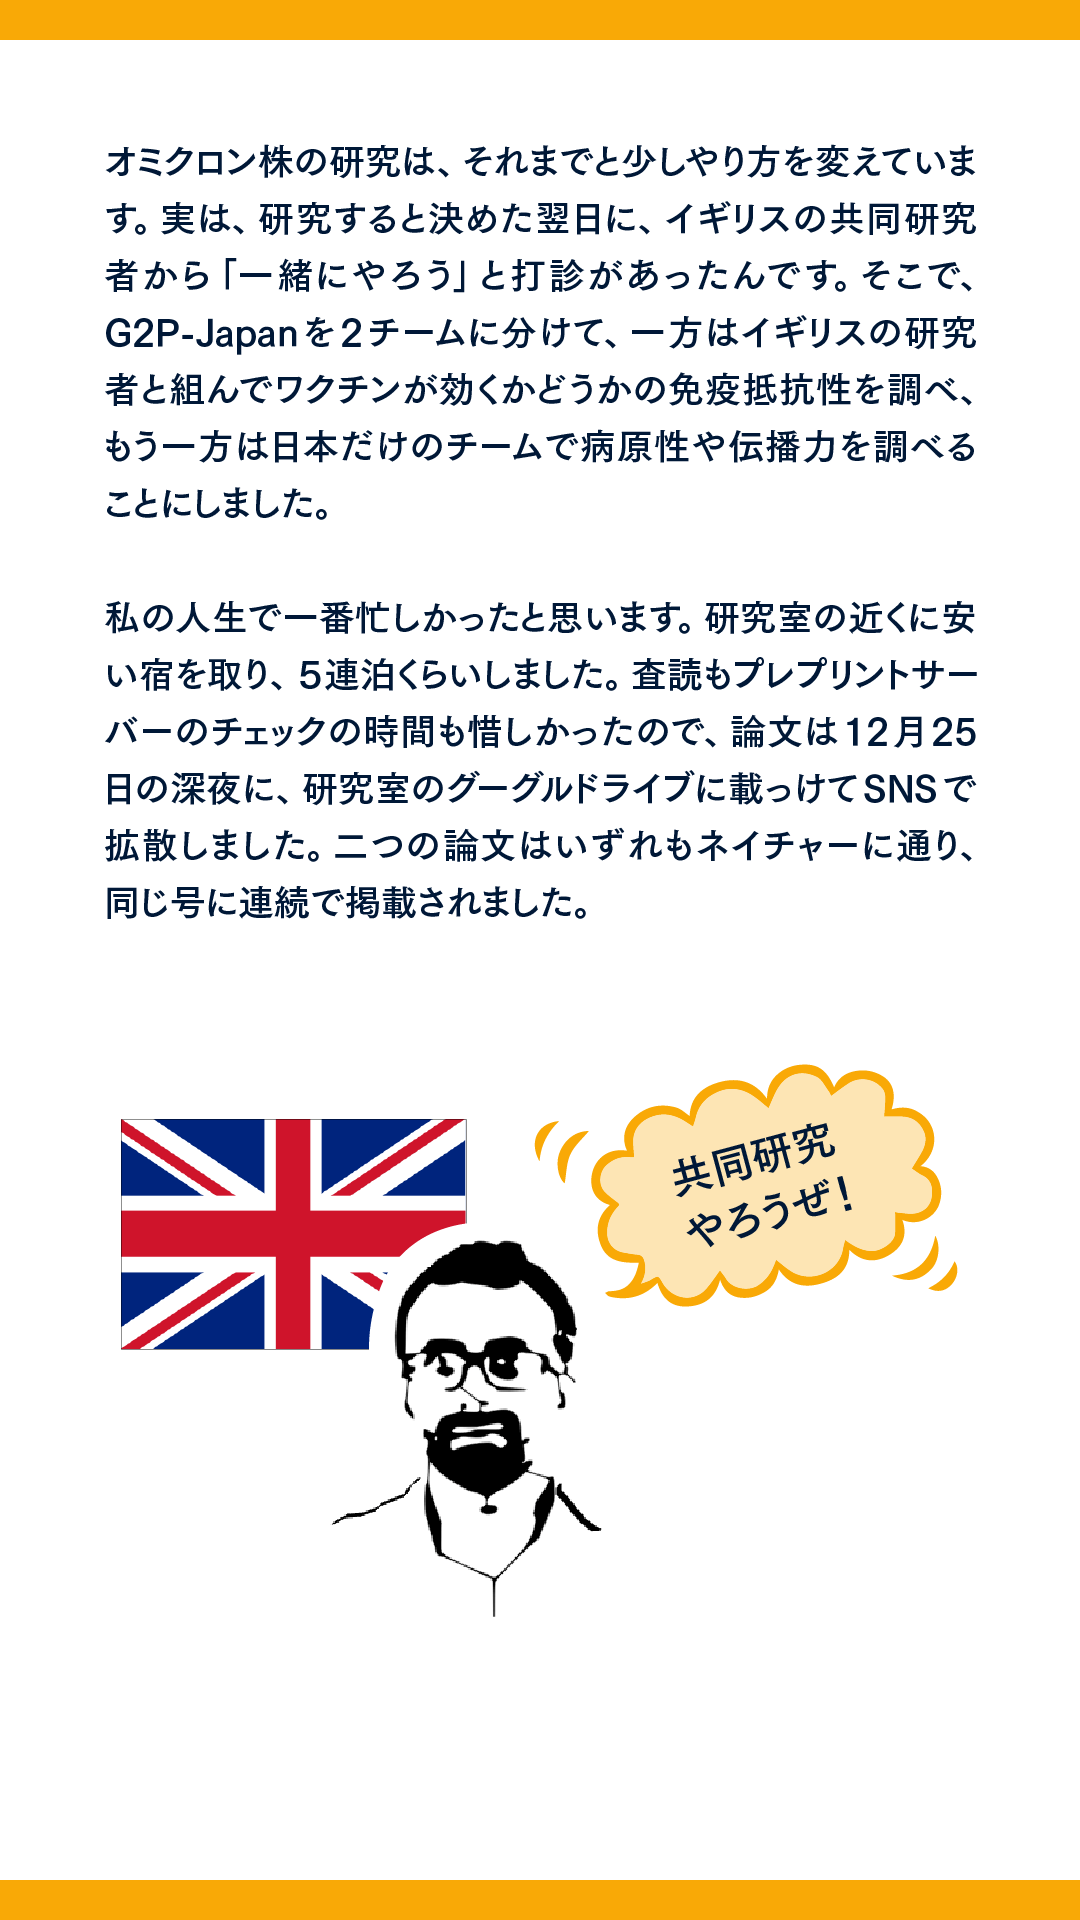 オミクロン株の研究は、それまでと少しやり方を変えていま
す。実は、研究すると決めた翌日に、イギリスの共同研究
者から「一緒にやろう」と打診があったんです。そこで、
G2P-Japanを2チームに分けて、一方はイギリスの研究
者と組んでワクチンが効くかどうかの免疫抵抗性を調べ、
もう一方は日本だけのチームで病原性や伝播力を調べる
ことにしました。
私の人生で一番忙しかったと思います。研究室の近くに安
い宿を取り、5連泊くらいしました。査読もプレプリントサー
バーのチェックの時間も惜しかったので、論文は12月25
日の深夜に、研究室のグーグルドライブに載っけてSNSで
拡散しました。二つの論文はいずれもネイチャーに通り、
同じ号に連続で掲載されました。
共同研究
やろうぜ！